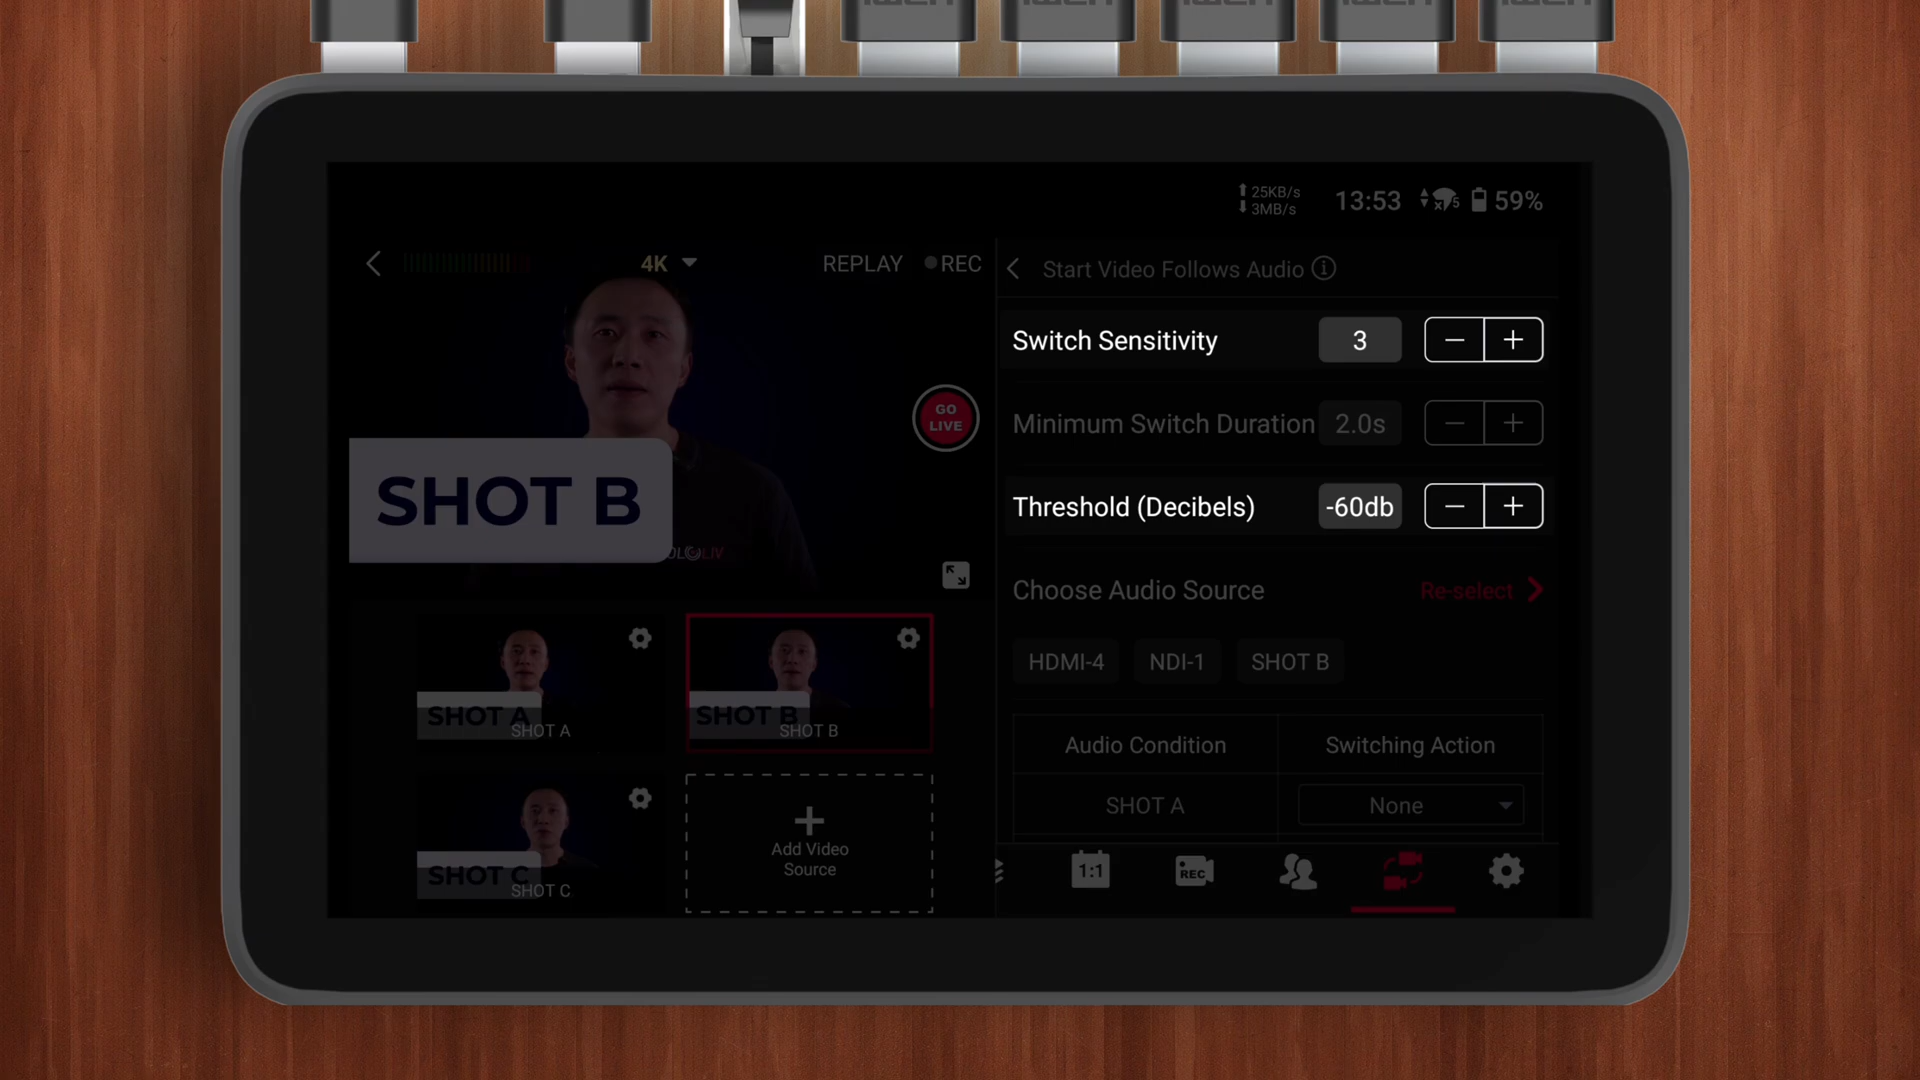 25KB/s
3MB/s
13:53
x5
59%
4K
REPLAY
REC
Start Video Follows Audio
Switch Sensitivity
3
Minimum Switch Duration
2.0s
Threshold (Decibels)
-60db
Choose Audio Source
Re-select
HDMI-4
NDI-1
SHOT B
Audio Condition
Switching Action
SHOT A
None
GO
LIVE
SHOT B
SHOT A
SHOT A
SHOT B
SHOT B
SHOT C
SHOT C
Add Video
Source
1:1
REC